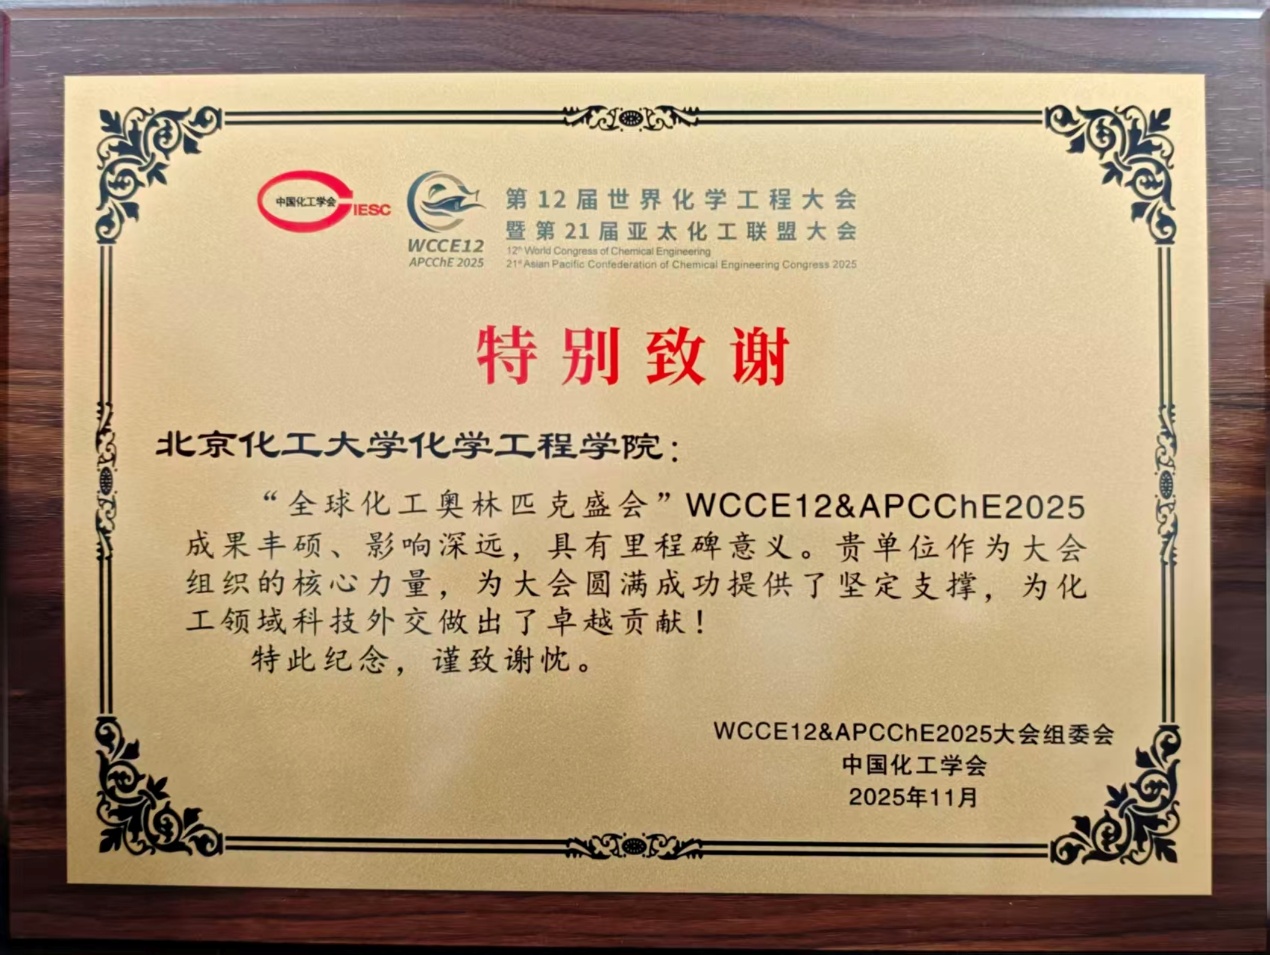 中国化工学会
CIESC
WCCE12
APCChE 2025
第12届世界化学工程大会
暨第21届亚太化工联盟大会
12th World Congress of Chemical Engineering
21st Asian Pacific Confederation of Chemical Engineering Congress 2025
特别致谢
北京化工大学化学工程学院：
“全球化工奥林匹克盛会”WCCE12&APCChE2025
成果丰硕、影响深远，具有里程碑意义。贵单位作为大会
组织的核心力量，为大会圆满成功提供了坚定支撑，为化
工领域科技外交做出了卓越贡献！
特此纪念，谨致谢忱。
WCCE12&APCChE2025大会组委会
中国化工学会
2025年11月